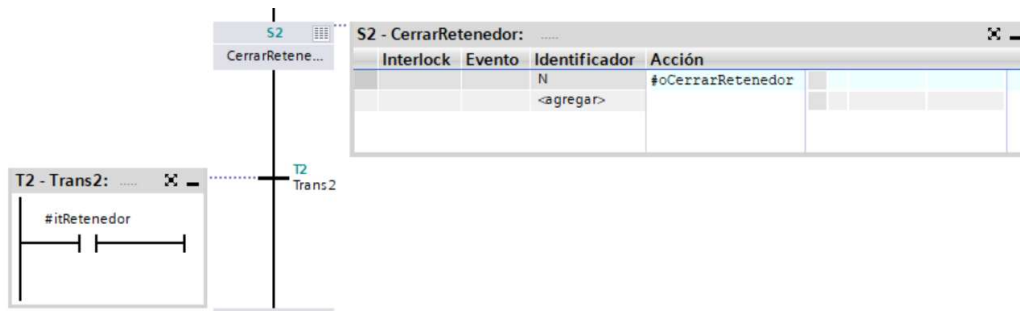 S2
CerrarRetene...
S2 - CerrarRetenedor: .....
Interlock Evento Identificador Acción
N #oCerrarRetenedor
<agregar>
T2
Trans2
T2 - Trans2: .....
#itRetenedor